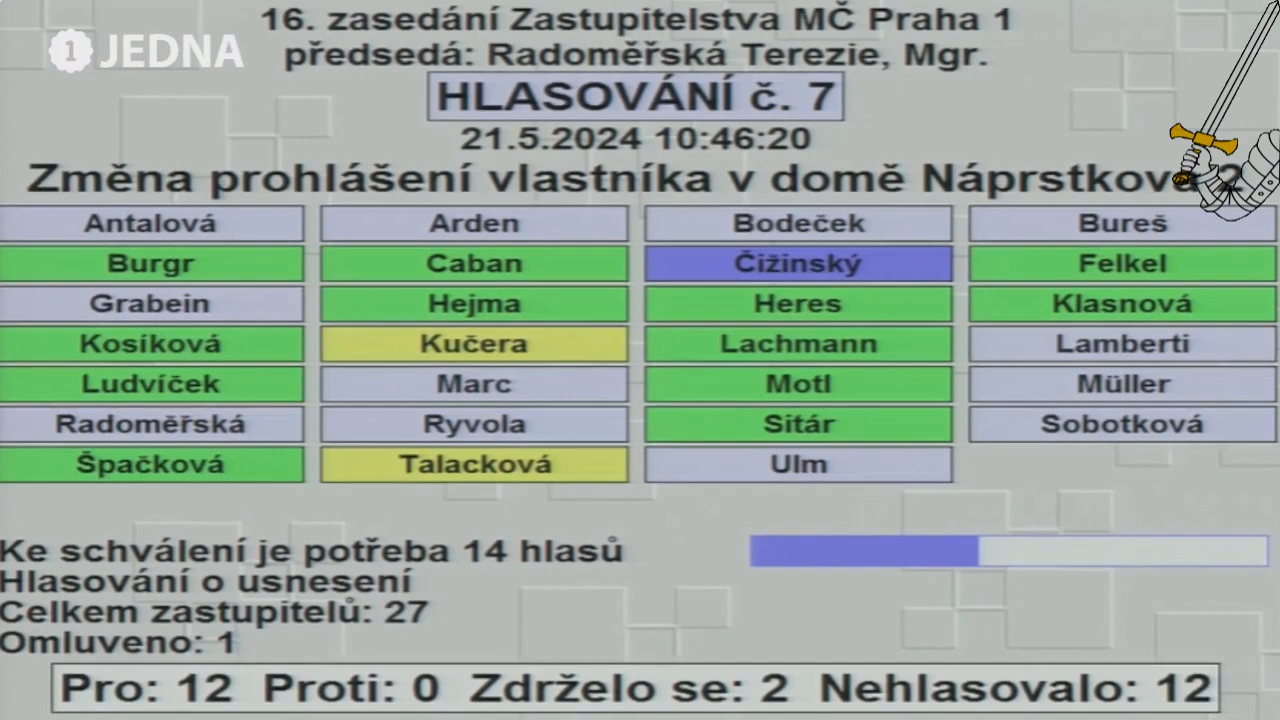 16. zasedání Zastupitelstva MČ Praha 1
1 JEDNA
předsedá: Radoměřská Terezie, Mgr.
HLASOVÁNÍ č. 7
21.5.2024 10:46:20
Změna prohlášení vlastníka v domě Náprstkova 2
Antalová Arden Bodeček Bureš
Burgr Caban Čižinský Felkel
Grabein Hejma Heres Klasnová
Kosíková Kučera Lachmann Lamberti
Ludvíček Marc Motl Müller
Radoměřská Ryvola Sitár Sobotková
Špačková Talacková Ulm
Ke schválení je potřeba 14 hlasů
Hlasování o usnesení
Celkem zastupitelů: 27
Omluveno: 1
Pro: 12 Proti: 0 Zdrželo se: 2 Nehlasovalo: 12